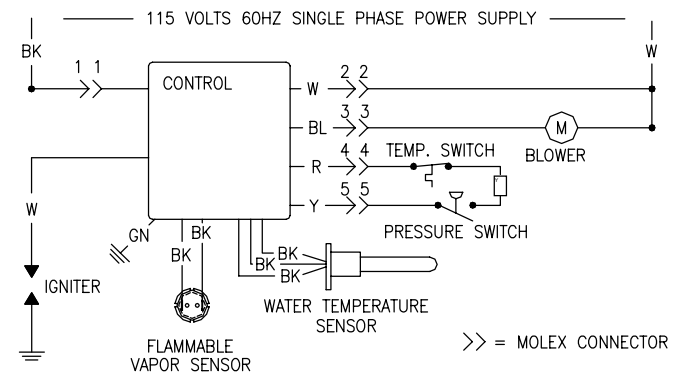 115 VOLTS 60HZ SINGLE PHASE POWER SUPPLY
BK
W
1 1
CONTROL
W
2 2
BL
3 3
M
BLOWER
R
4 4
TEMP. SWITCH
Y
5 5
PRESSURE SWITCH
W
GN
BK
BK
BK
BK
BK
IGNITER
WATER TEMPERATURE
SENSOR
FLAMMABLE
VAPOR SENSOR
>> = MOLEX CONNECTOR